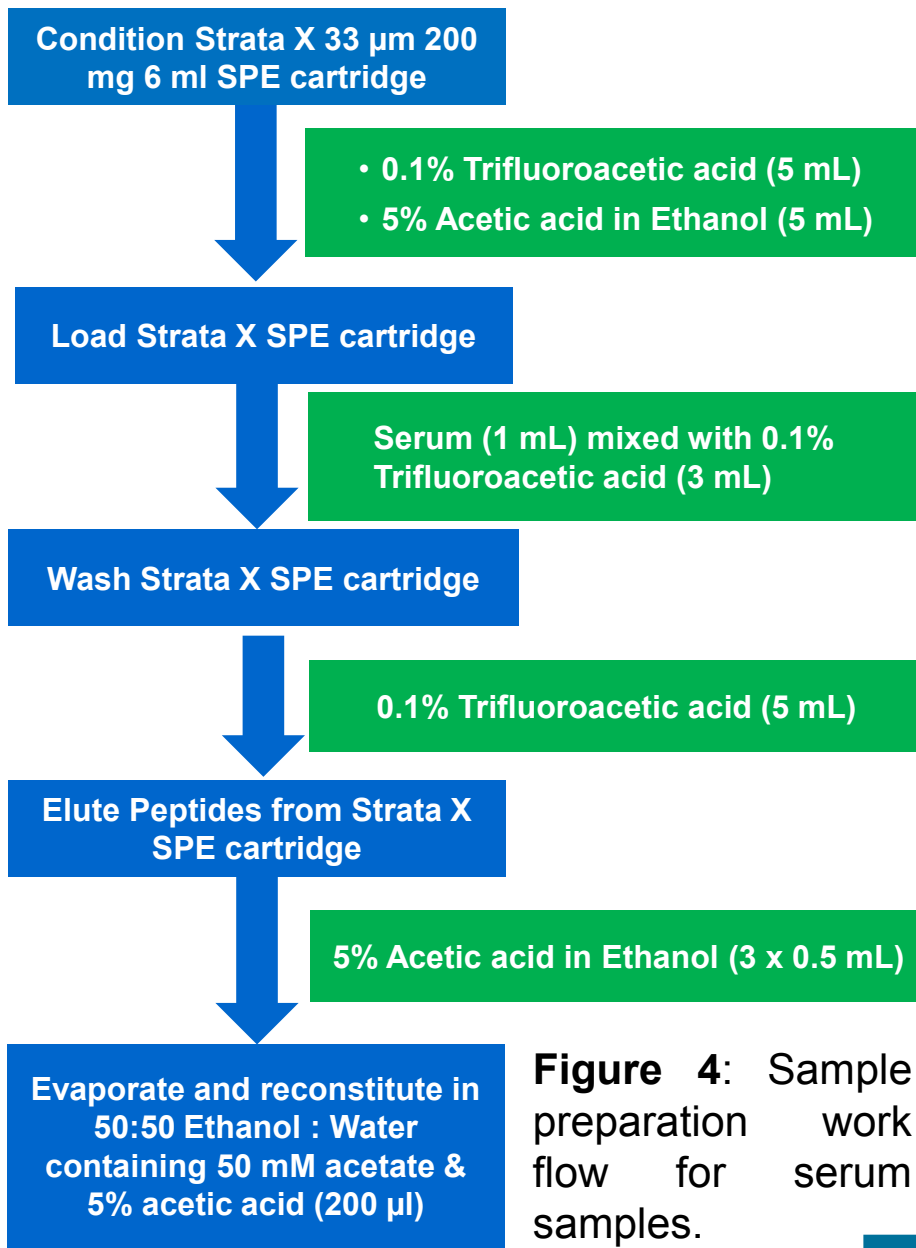 Condition Strata X 33 µm 200
mg 6 ml SPE cartridge
• 0.1% Trifluoroacetic acid (5 mL)
• 5% Acetic acid in Ethanol (5 mL)
Load Strata X SPE cartridge
Serum (1 mL) mixed with 0.1%
Trifluoroacetic acid (3 mL)
Wash Strata X SPE cartridge
0.1% Trifluoroacetic acid (5 mL)
Elute Peptides from Strata X
SPE cartridge
5% Acetic acid in Ethanol (3 x 0.5 mL)
Evaporate and reconstitute in
50:50 Ethanol : Water
containing 50 mM acetate &
5% acetic acid (200 µl)
Figure 4: Sample
preparation work
flow for serum
samples.